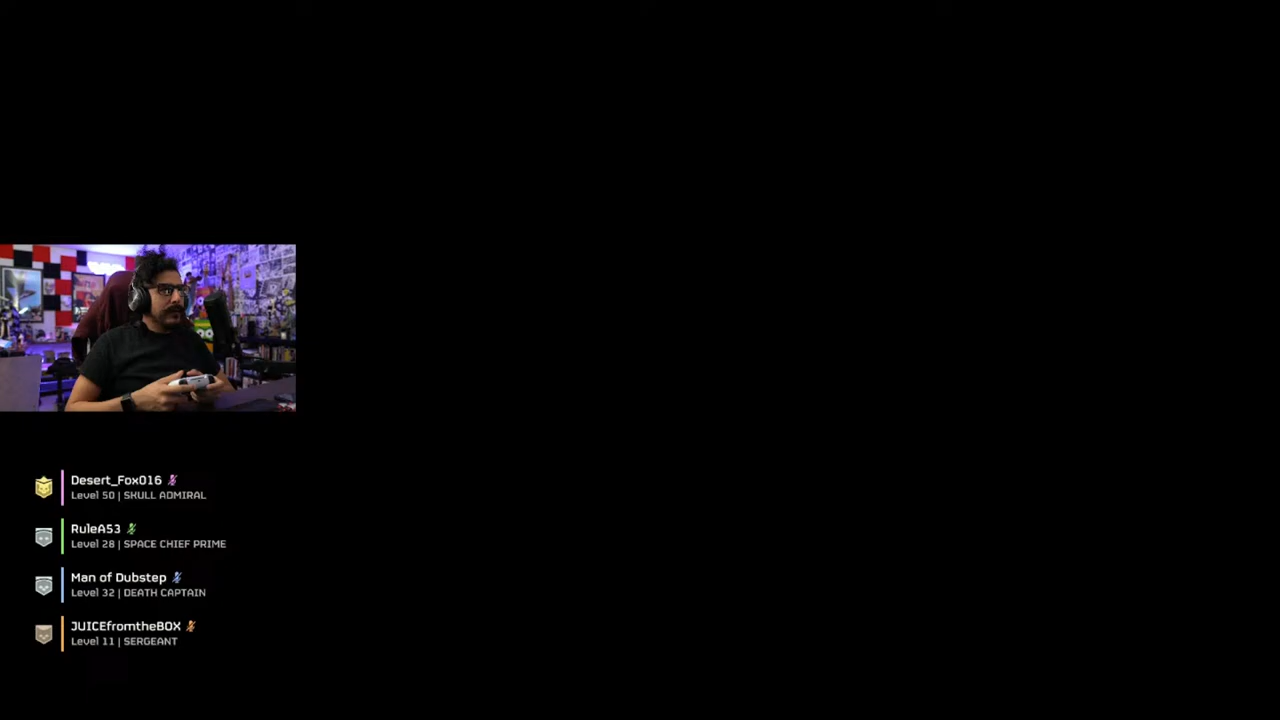 Desert_Fox016
Level 50 | SKULL ADMIRAL
RuleA53
Level 28 | SPACE CHIEF PRIME
Man of Dubstep
Level 32 | DEATH CAPTAIN
JUICEfromtheBOX
Level 11 | SERGEANT